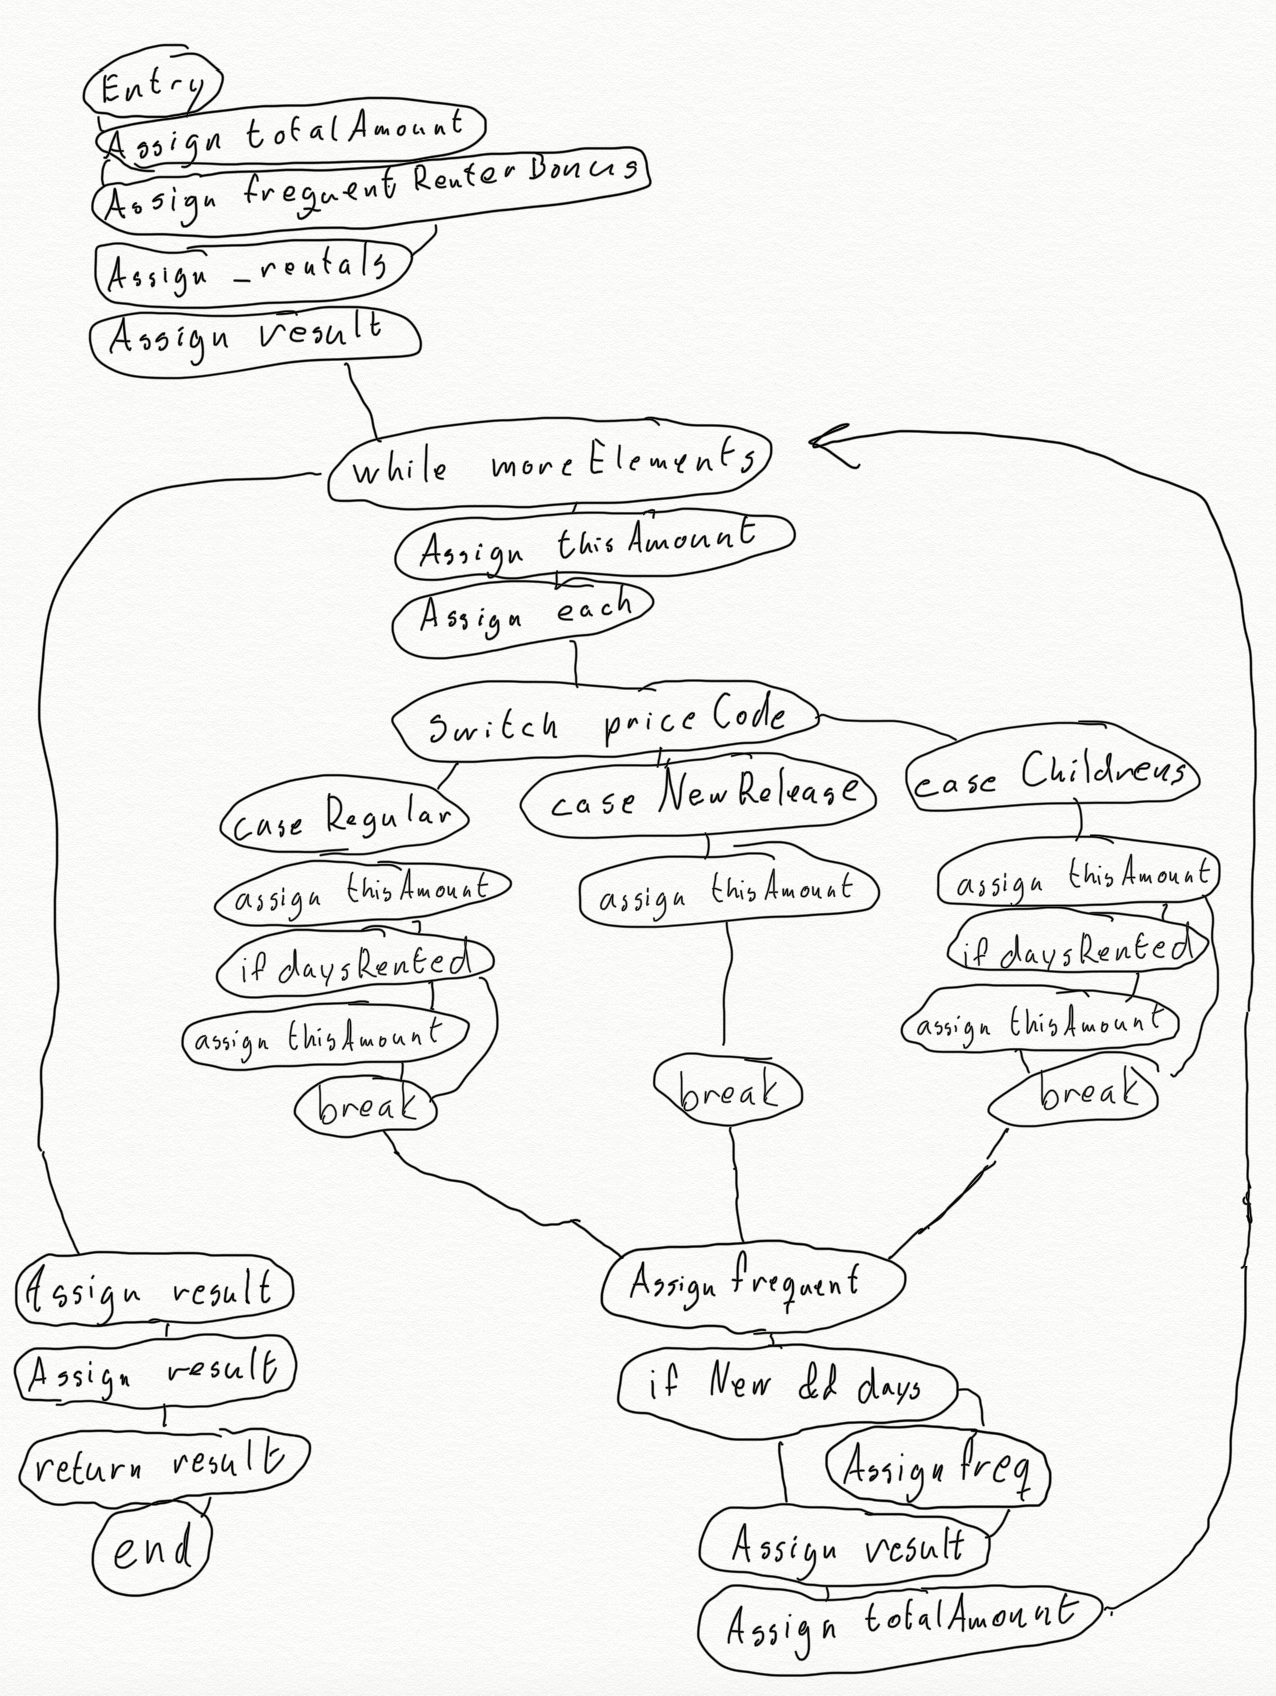 Entry
Assign totalAmount
Assign frequentRenterBonus
Assign _rentals
Assign result
while moreElements
Assign thisAmount
Assign each
switch priceCode
case Regular
case NewRelease
case Childrens
assign thisAmount
assign thisAmount
assign thisAmount
if daysRented
if daysRented
assign thisAmount
assign thisAmount
break
break
break
Assign frequent
Assign result
Assign result
return result
end
if New && days
Assign freq
Assign result
Assign totalAmount